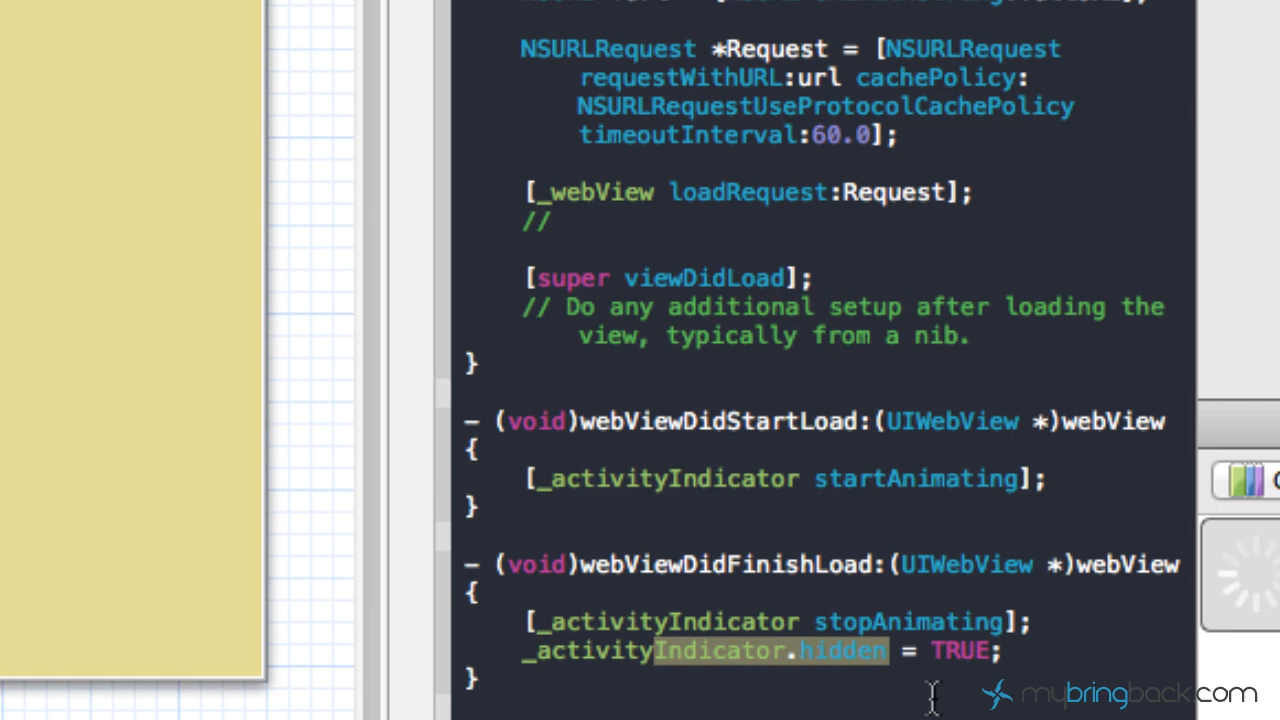 NSURLRequest *Request = [NSURLRequest
requestWithURL:url cachePolicy:
NSURLRequestUseProtocolCachePolicy
timeoutInterval:60.0];
[_webView loadRequest:Request];
//
[super viewDidLoad];
// Do any additional setup after loading the
view, typically from a nib.
}
- (void)webViewDidStartLoad:(UIWebView *)webView
{
[_activityIndicator startAnimating];
}
- (void)webViewDidFinishLoad:(UIWebView *)webView
{
[_activityIndicator stopAnimating];
_activityIndicator.hidden = TRUE;
}
mybringback.com